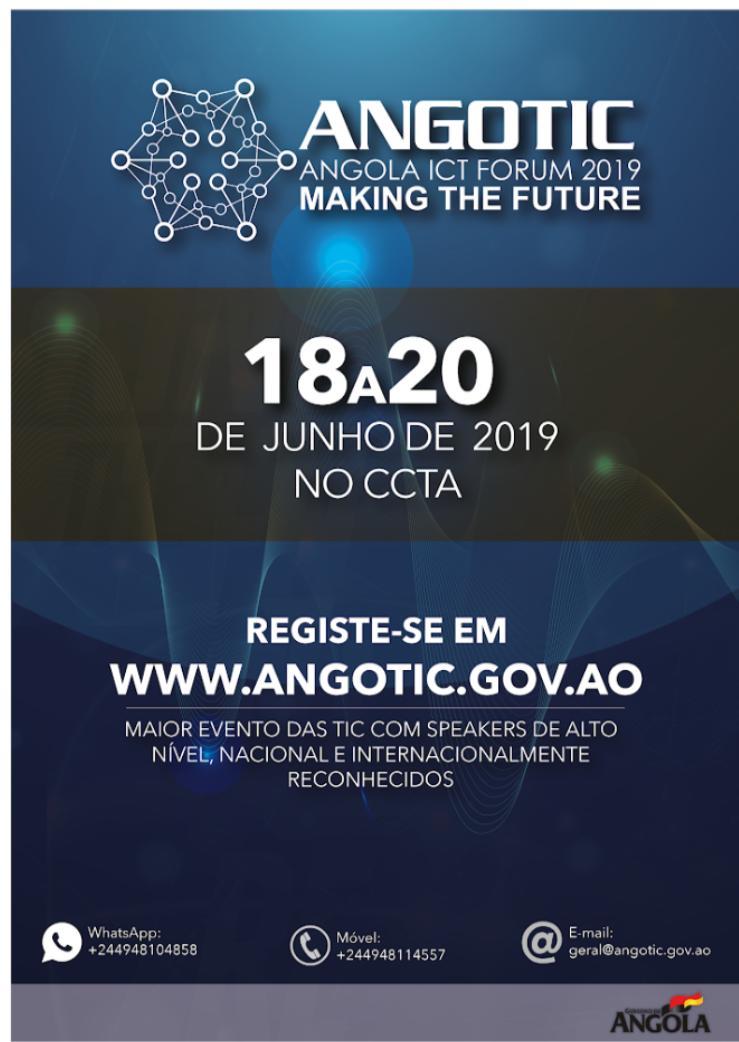 ANGOTIC
ANGOLA ICT FORUM 2019
MAKING THE FUTURE
18A20
DE JUNHO DE 2019
NO CCTA
REGISTE-SE EM
WWW.ANGOTIC.GOV.AO
MAIOR EVENTO DAS TIC COM SPEAKERS DE ALTO
NÍVEL, NACIONAL E INTERNACIONALMENTE
RECONHECIDOS
WhatsApp:
+244948104858
Móvel:
+244948114557
E-mail:
geral@angotic.gov.ao
GOVERNO DE
ANGOLA